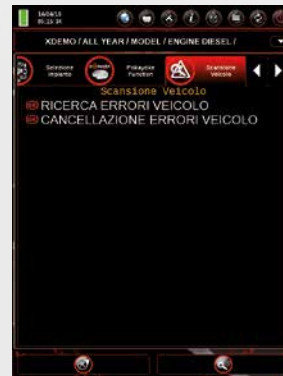 XDEMO / ALL YEAR / MODEL / ENGINE DIESEL /
Selezione Impianto
Pokayoke Function
Scansione Veicolo
Scansione Veicolo
RICERCA ERRORI VEICOLO
CANCELLAZIONE ERRORI VEICOLO